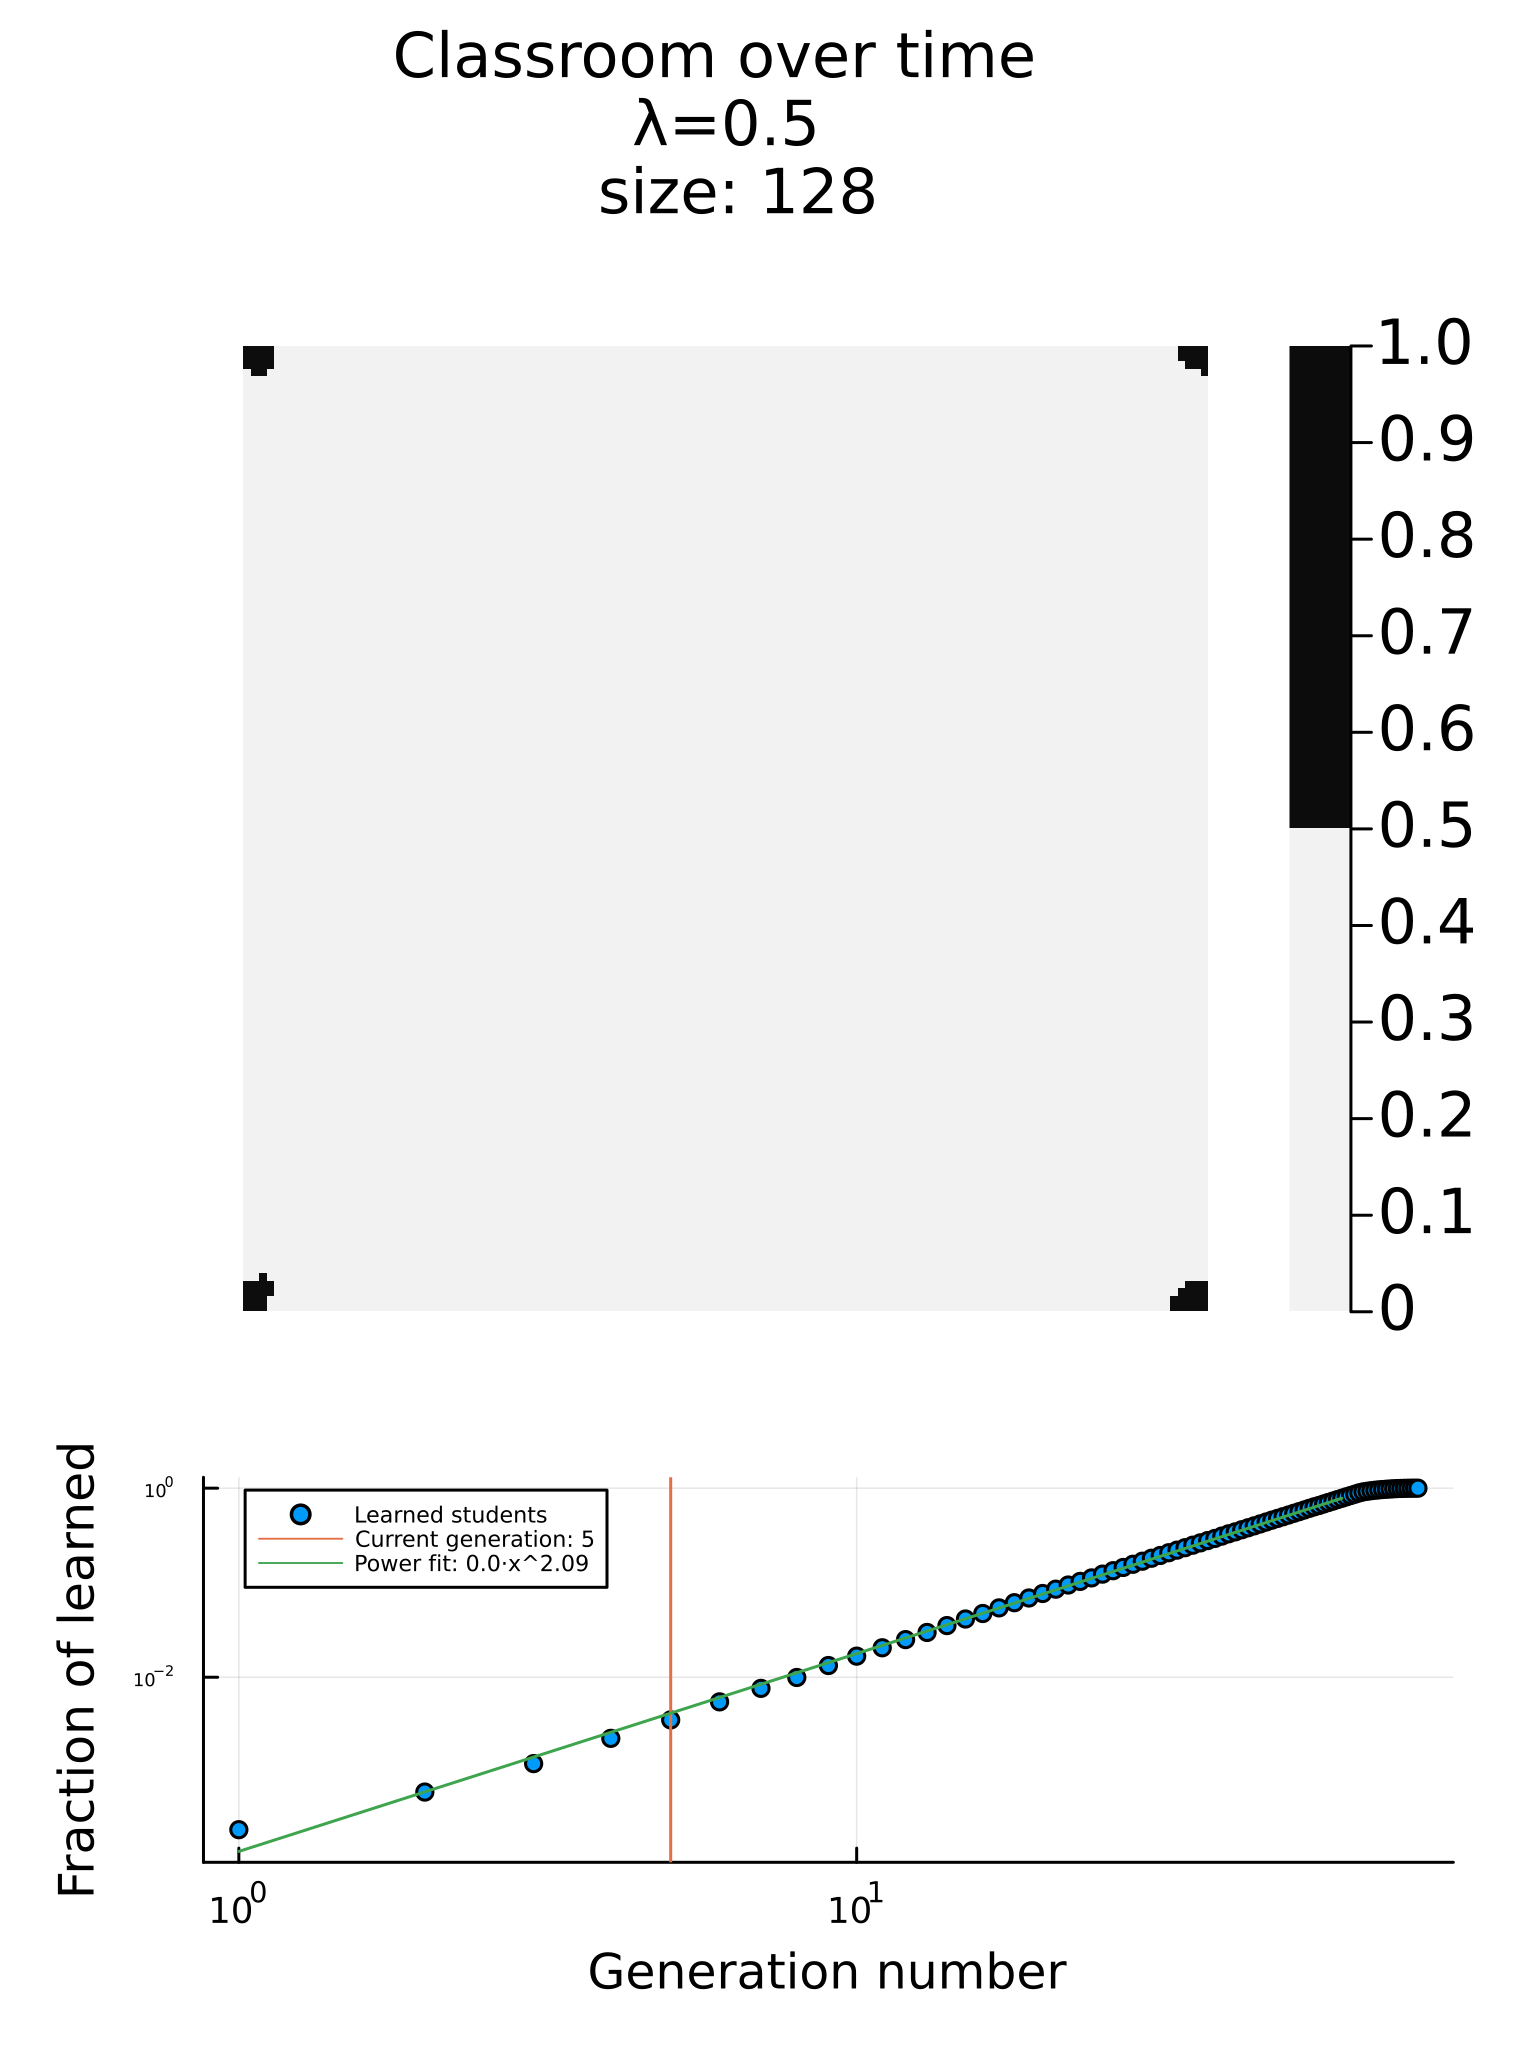 Classroom over time
λ=0.5
size: 128
1.0
0.9
0.8
0.7
0.6
0.5
0.4
0.3
0.2
0.1
0
Fraction of learned
10^0
10^−2
Learned students
Current generation: 5
Power fit: 0.0·x^2.09
10^0
10^1
Generation number